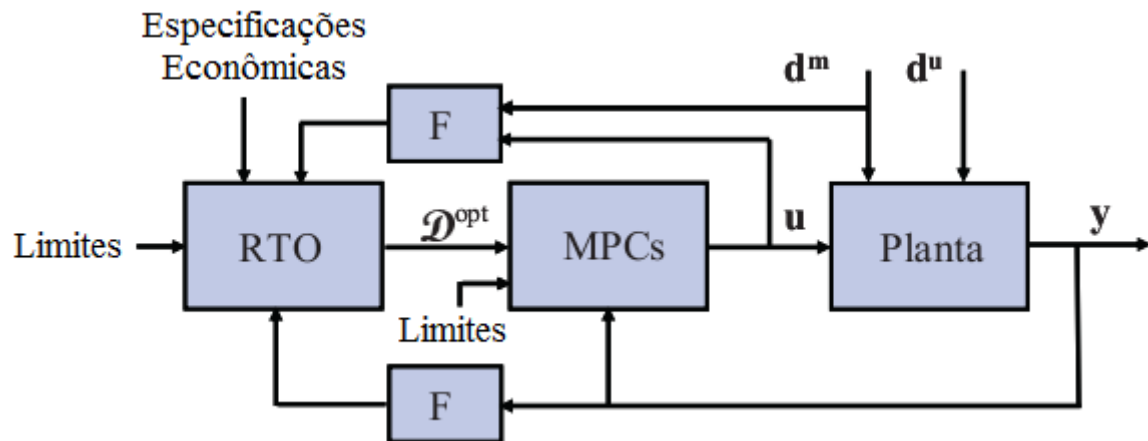 Especificações
Econômicas
dᵐ
dᵘ
F
Limites
RTO
𝒟ᵒᵖᵗ
MPCs
u
Planta
y
Limites
F